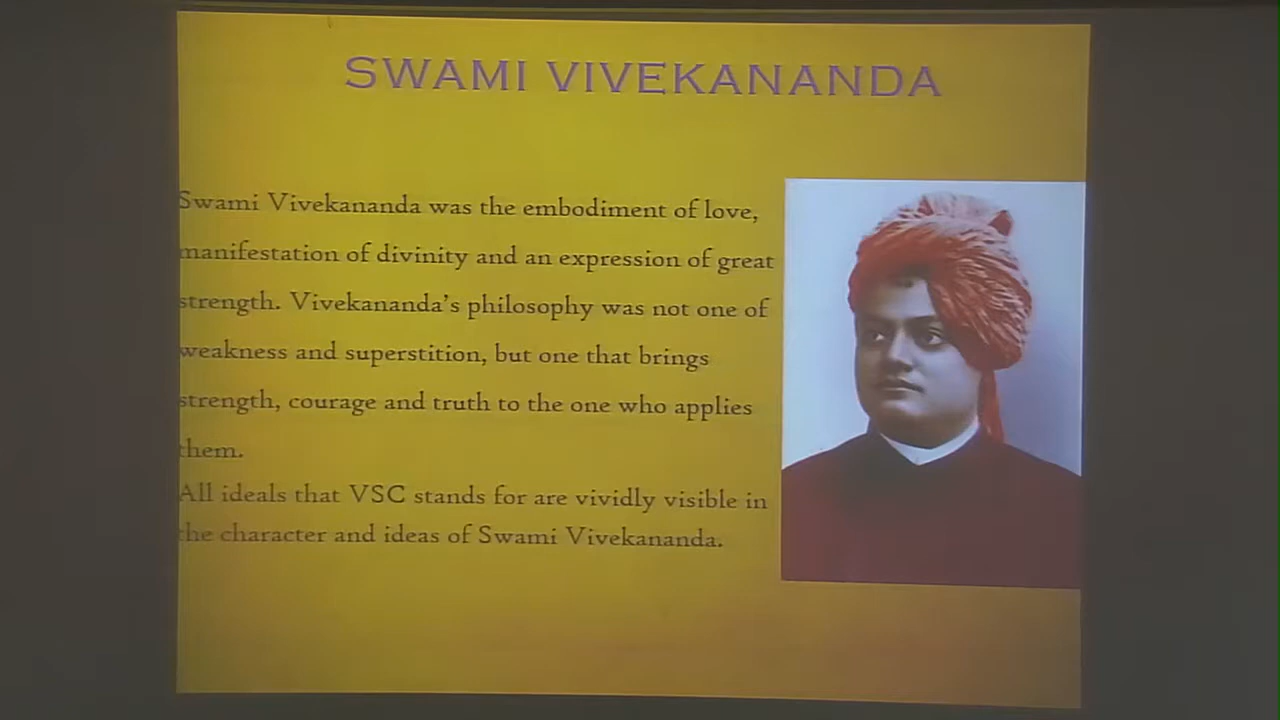 SWAMI VIVEKANANDA
Swami Vivekananda was the embodiment of love,
manifestation of divinity and an expression of great
strength. Vivekananda's philosophy was not one of
weakness and superstition, but one that brings
strength, courage and truth to the one who applies
them.
All ideals that VSC stands for are vividly visible in
the character and ideas of Swami Vivekananda.